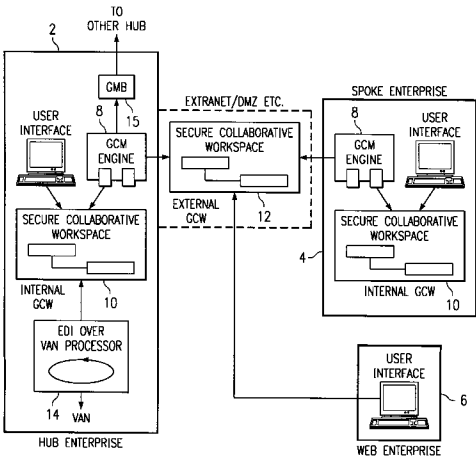 TO
OTHER HUB
2
GMB
15
8
USER
INTERFACE
GCM
ENGINE
SECURE COLLABORATIVE
WORKSPACE
INTERNAL
GCW
10
EDI OVER
VAN PROCESSOR
14
VAN
HUB ENTERPRISE
EXTRANET/DMZ ETC.
SECURE COLLABORATIVE
WORKSPACE
12
EXTERNAL
GCW
SPOKE ENTERPRISE
8
GCM
ENGINE
USER
INTERFACE
SECURE COLLABORATIVE
WORKSPACE
4
10
INTERNAL GCW
USER
INTERFACE
6
WEB ENTERPRISE